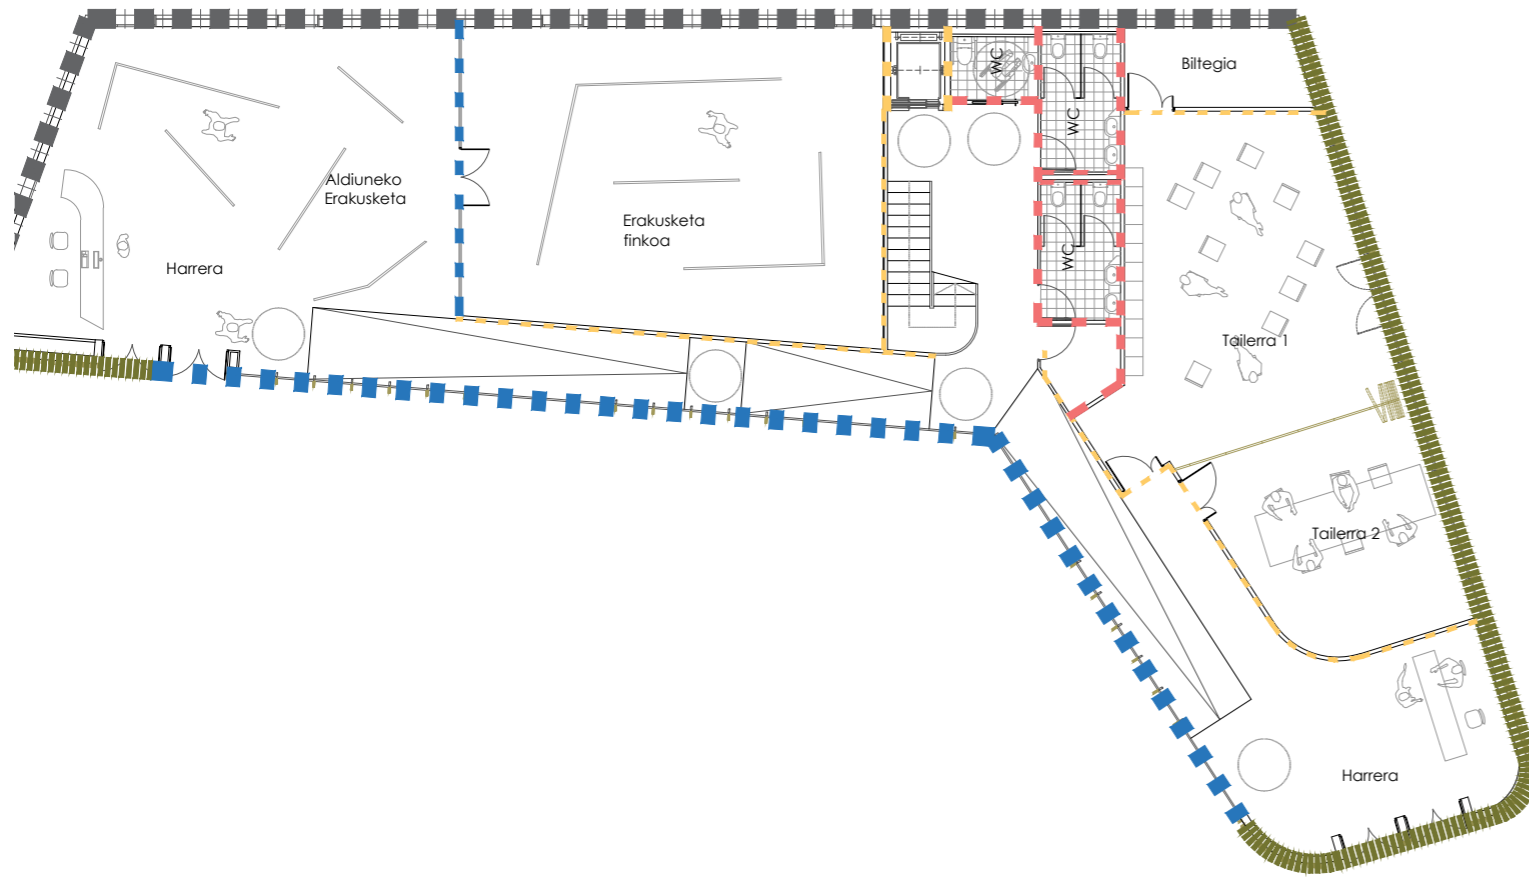 WC
Biltegia
WC
Aldiuneko
Erakusketa
Erakusketa
finkoa
WC
Harrera
Tailerra 1
Tailerra 2
Harrera